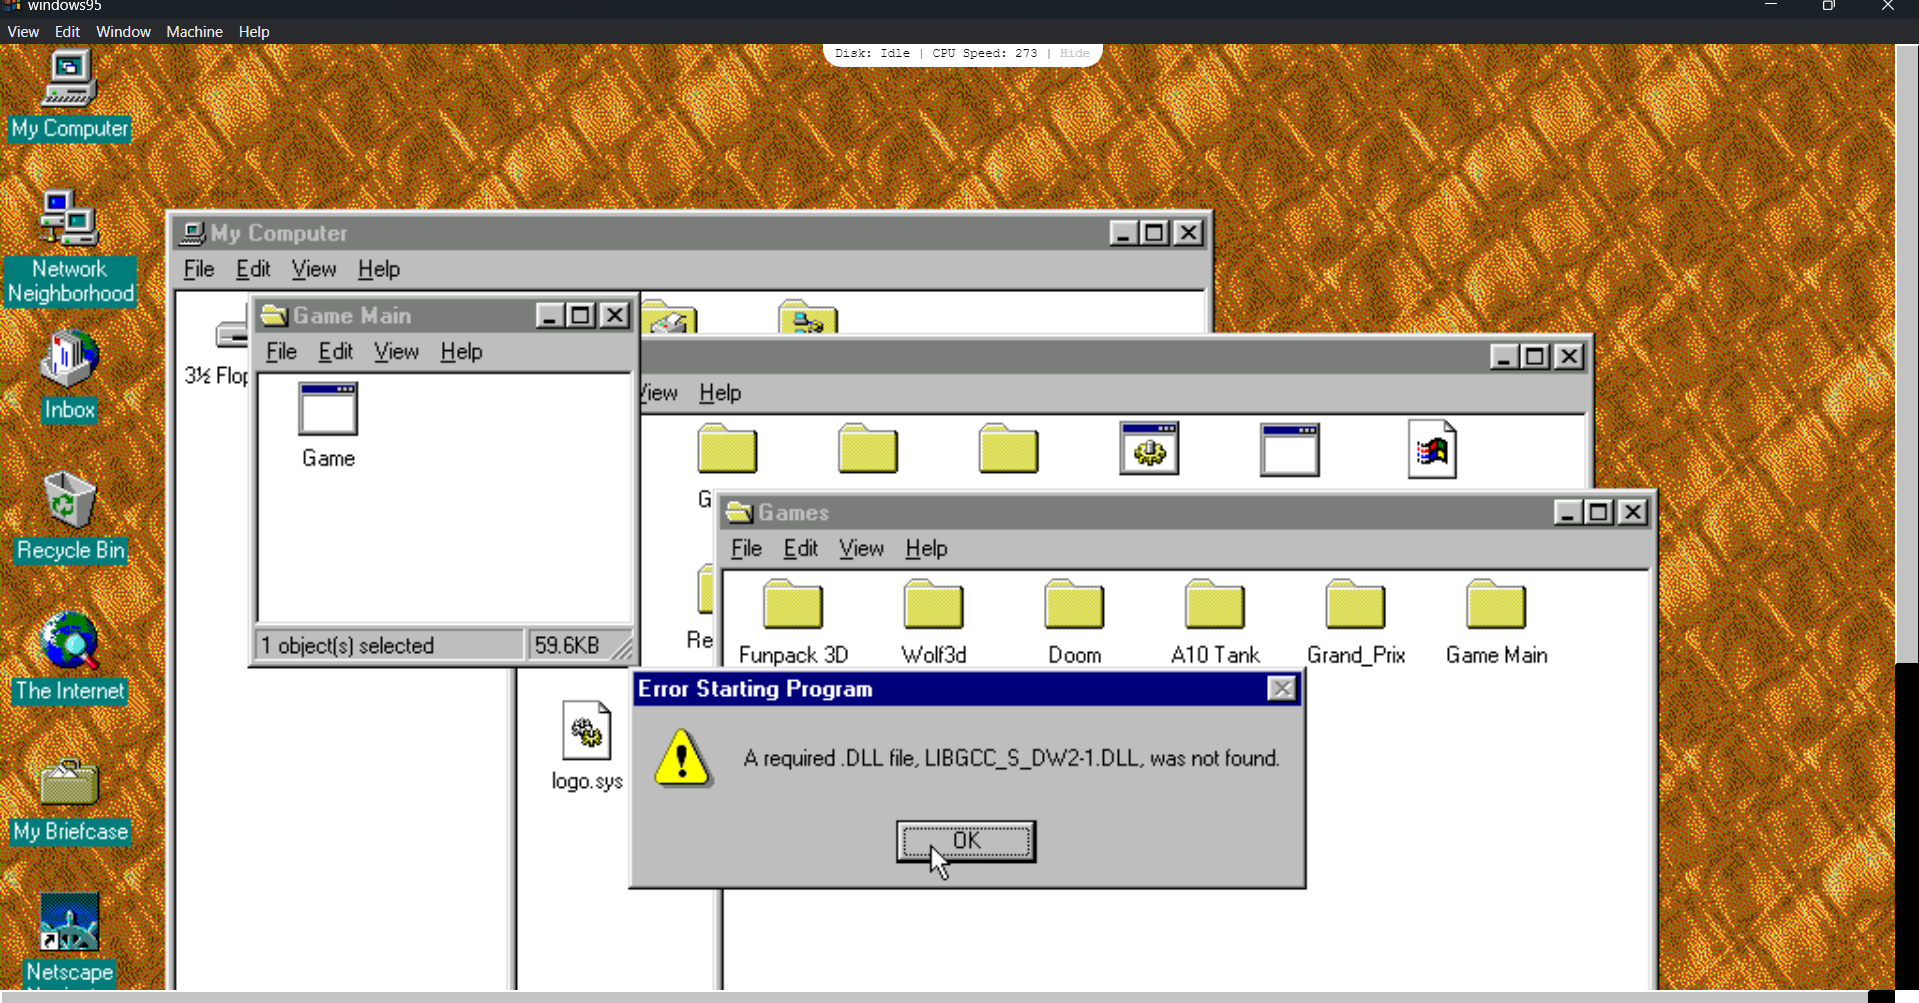 windows95
View Edit Window Machine Help
Disk: Idle | CPU Speed: 273 | Hide
My Computer
Network
Neighborhood
Inbox
Recycle Bin
The Internet
My Briefcase
Netscape
My Computer
File Edit View Help
3½ Flop
Game Main
File Edit View Help
Game
1 object(s) selected
59.6KB
View Help
G
Re
logo.sys
Games
File Edit View Help
Funpack 3D
Wolf3d
Doom
A10 Tank
Grand_Prix
Game Main
Error Starting Program
A required .DLL file, LIBGCC_S_DW2-1.DLL, was not found.
OK